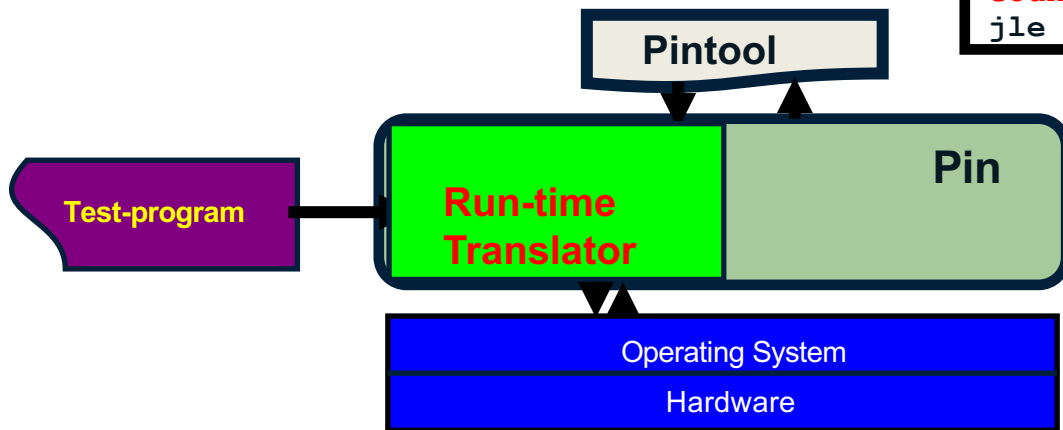 jle
Pintool
Pin
Test-program
Run-time
Translator
Operating System
Hardware